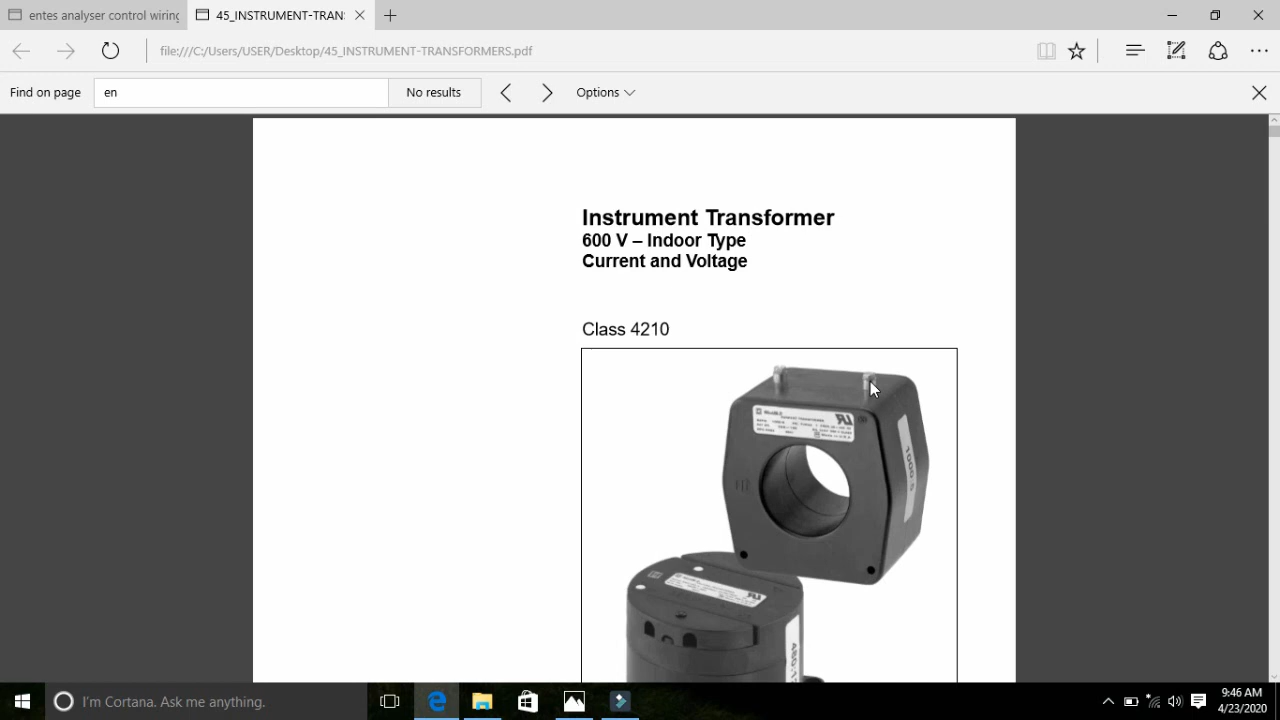 entes analyser control wiring
45_INSTRUMENT-TRAN
file:///C:/Users/USER/Desktop/45_INSTRUMENT-TRANSFORMERS.pdf
Find on page
en
No results
Options
Instrument Transformer
600 V – Indoor Type
Current and Voltage
Class 4210
1000:5
I'm Cortana. Ask me anything.
9:46 AM
4/23/2020